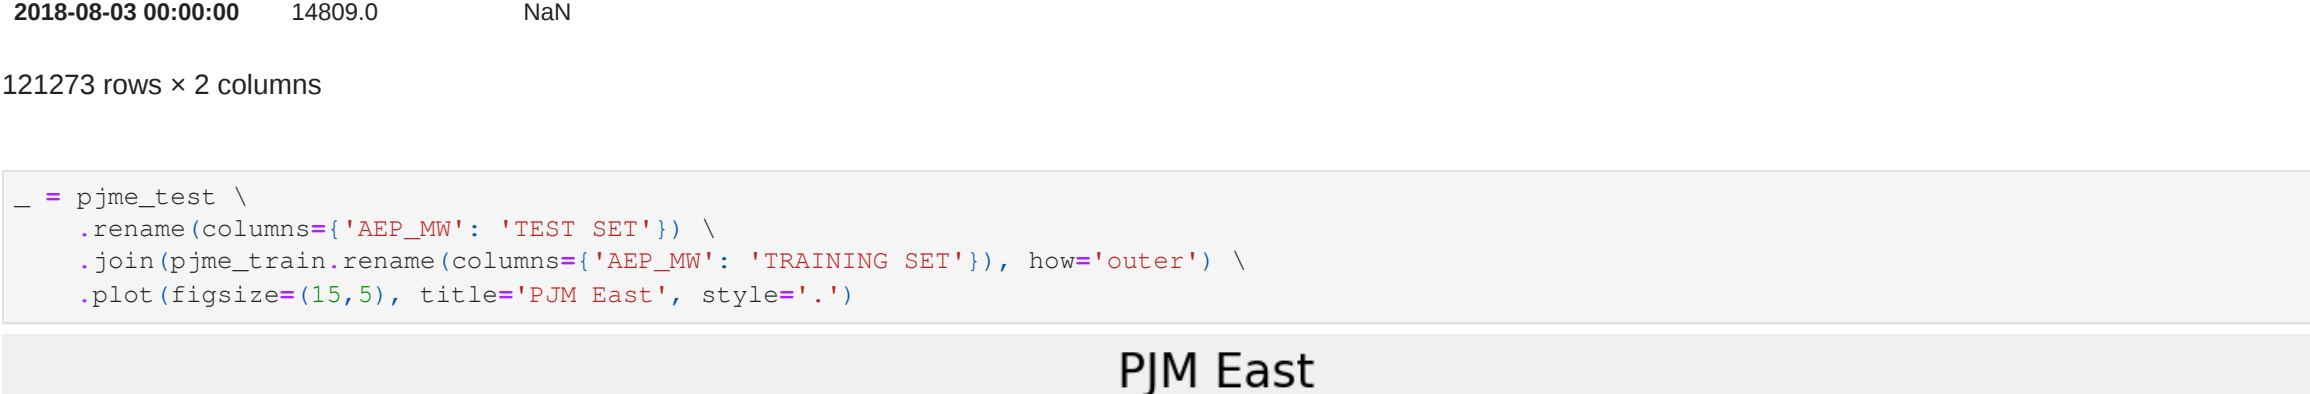 2018-08-03 00:00:00 14809.0 NaN
121273 rows × 2 columns
_ = pjme_test \
.rename(columns={'AEP_MW': 'TEST SET'}) \
.join(pjme_train.rename(columns={'AEP_MW': 'TRAINING SET'}), how='outer') \
.plot(figsize=(15,5), title='PJM East', style='.')
PJM East